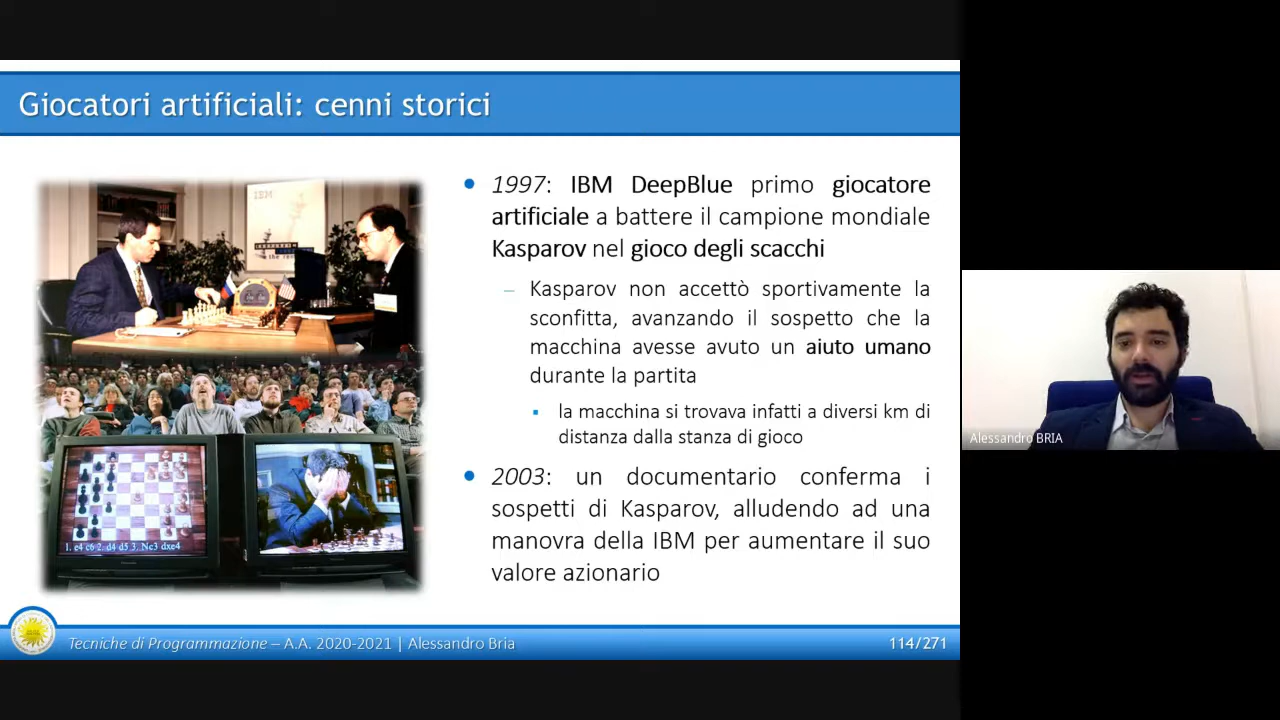 Giocatori artificiali: cenni storici
IBM
1. e4 c6 2. d4 d5 3. Nc3 dxe4
• 1997: IBM DeepBlue primo giocatore
artificiale a battere il campione mondiale
Kasparov nel gioco degli scacchi
– Kasparov non accettò sportivamente la
sconfitta, avanzando il sospetto che la
macchina avesse avuto un aiuto umano
durante la partita
▪ la macchina si trovava infatti a diversi km di
distanza dalla stanza di gioco
• 2003: un documentario conferma i
sospetti di Kasparov, alludendo ad una
manovra della IBM per aumentare il suo
valore azionario
Alessandro BRIA
Tecniche di Programmazione – A.A. 2020-2021 | Alessandro Bria
114/271